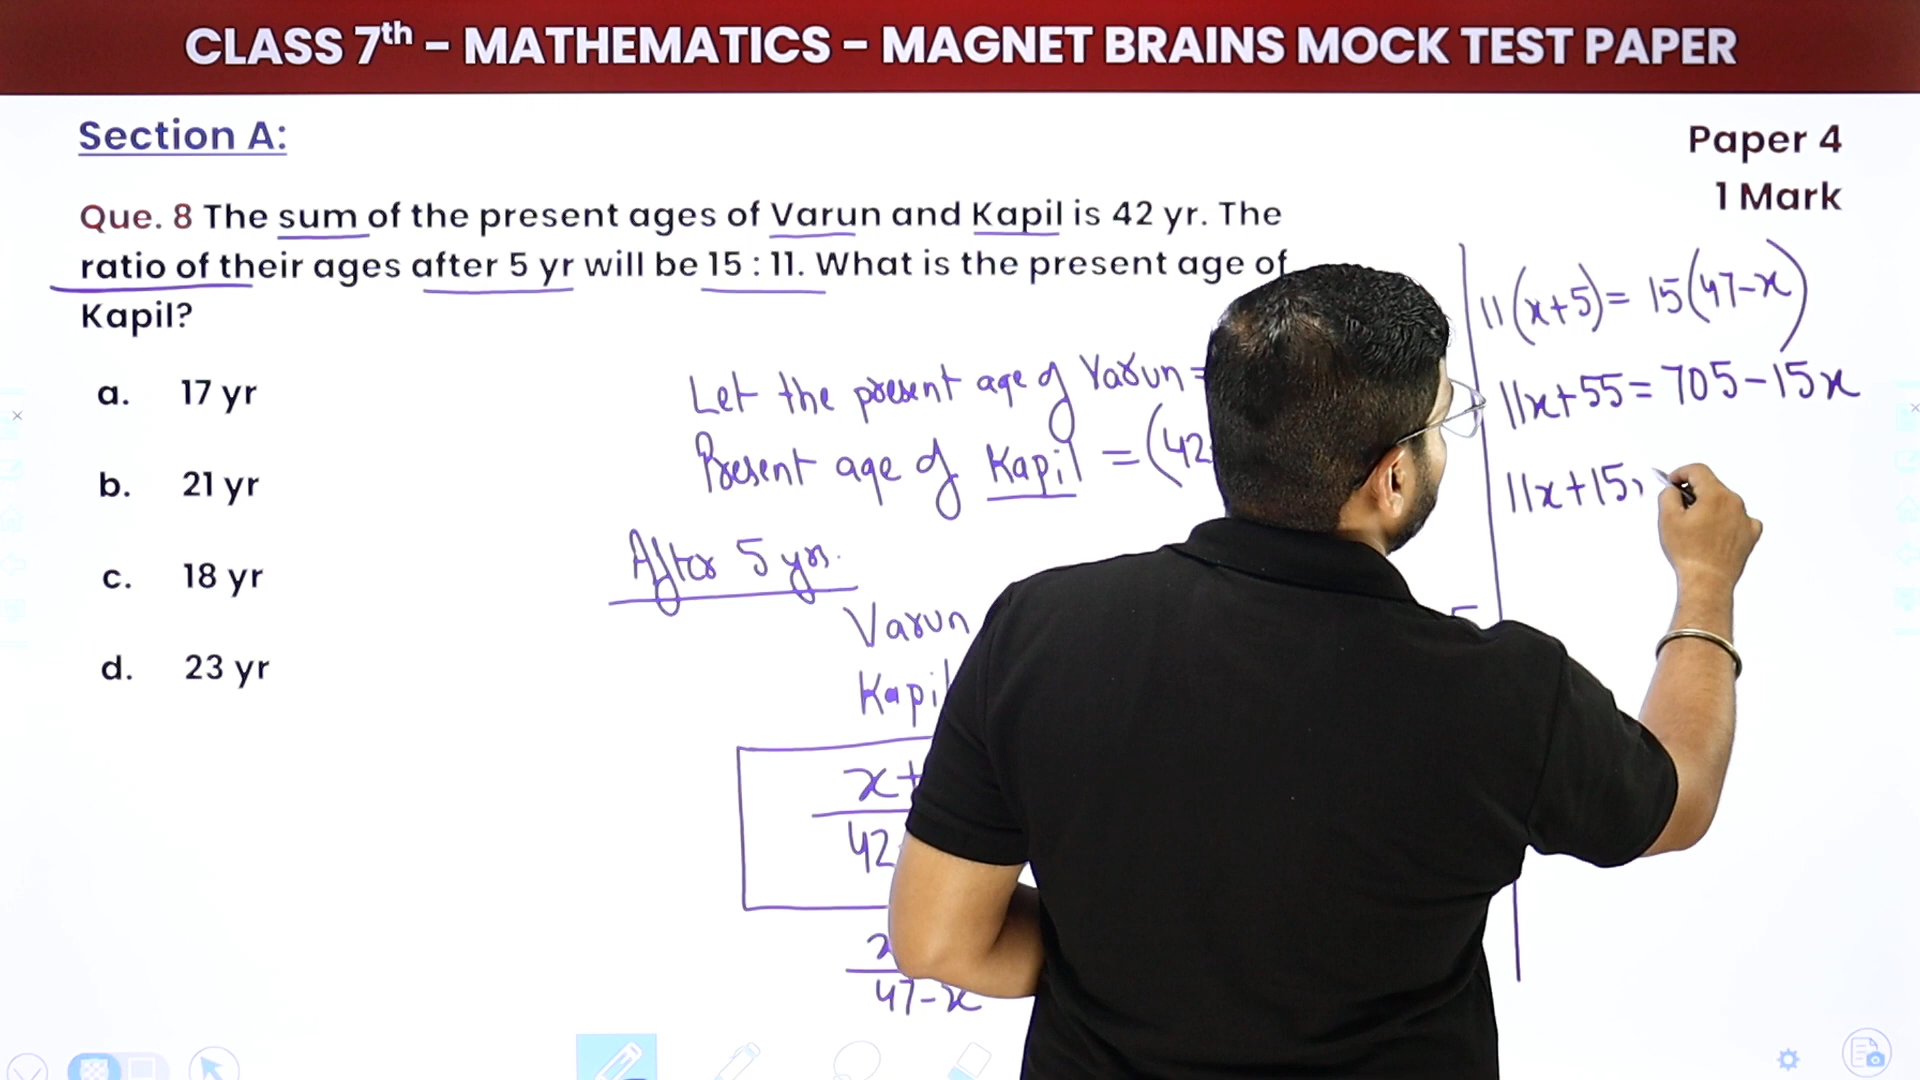 CLASS 7th – MATHEMATICS – MAGNET BRAINS MOCK TEST PAPER
Section A:
Paper 4
1 Mark
Que. 8 The sum of the present ages of Varun and Kapil is 42 yr. The
ratio of their ages after 5 yr will be 15 : 11. What is the present age of
Kapil?
a. 17 yr
b. 21 yr
c. 18 yr
d. 23 yr
Let the present age of Varun =
Present age of Kapil = (42
After 5 yrs.
Varun
Kapil
x+
42
x
47-x
11(x+5) = 15(47-x)
11x+55 = 705-15x
11x+15